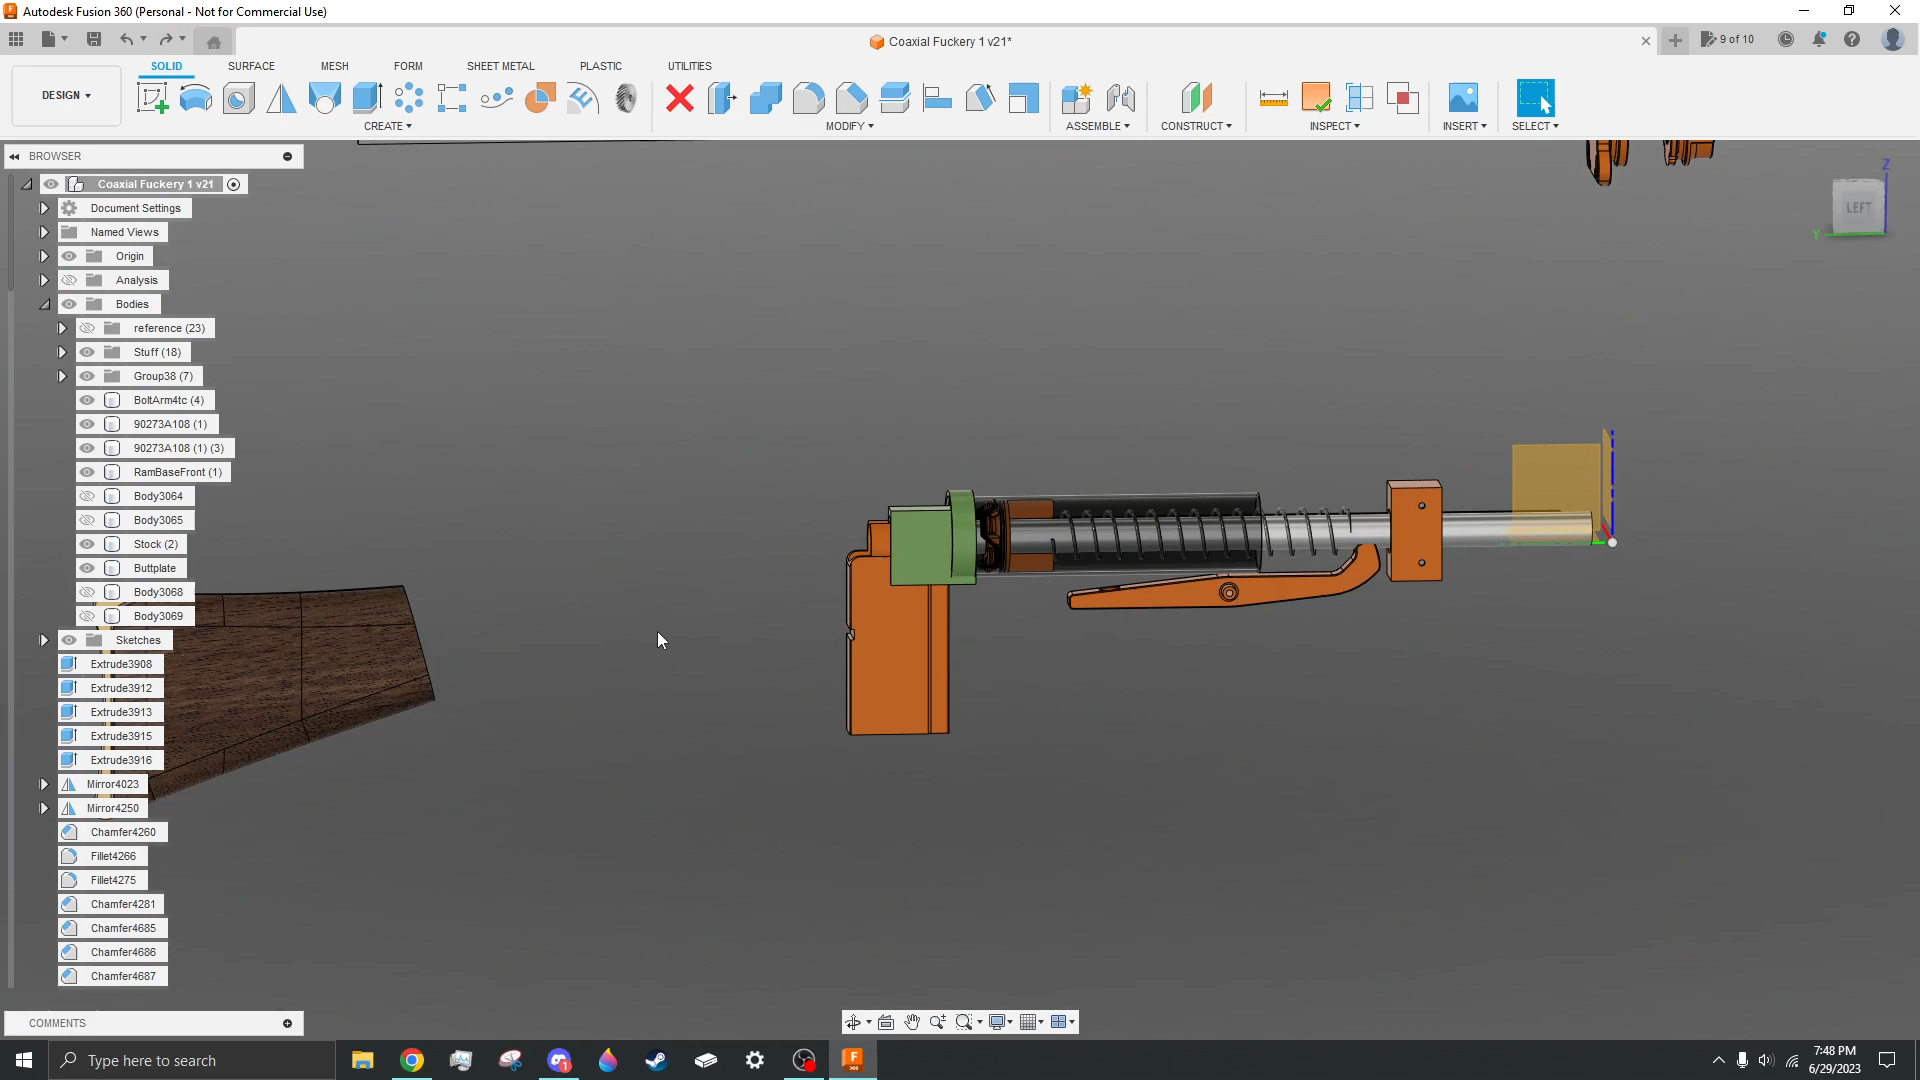 Autodesk Fusion 360 (Personal - Not for Commercial Use)
Coaxial Fuckery 1 v21*
9 of 10
DESIGN
SOLID
SURFACE
MESH
FORM
SHEET METAL
PLASTIC
UTILITIES
CREATE
MODIFY
ASSEMBLE
CONSTRUCT
INSPECT
INSERT
SELECT
BROWSER
Coaxial Fuckery 1 v21
Document Settings
Named Views
Origin
Analysis
Bodies
reference (23)
Stuff (18)
Group38 (7)
BoltArm4tc (4)
90273A108 (1)
90273A108 (1) (3)
RamBaseFront (1)
Body3064
Body3065
Stock (2)
Buttplate
Body3068
Body3069
Sketches
Extrude3908
Extrude3912
Extrude3913
Extrude3915
Extrude3916
Mirror4023
Mirror4250
Chamfer4260
Fillet4266
Fillet4275
Chamfer4281
Chamfer4685
Chamfer4686
Chamfer4687
Z
LEFT
Y
COMMENTS
Type here to search
7:48 PM
6/29/2023